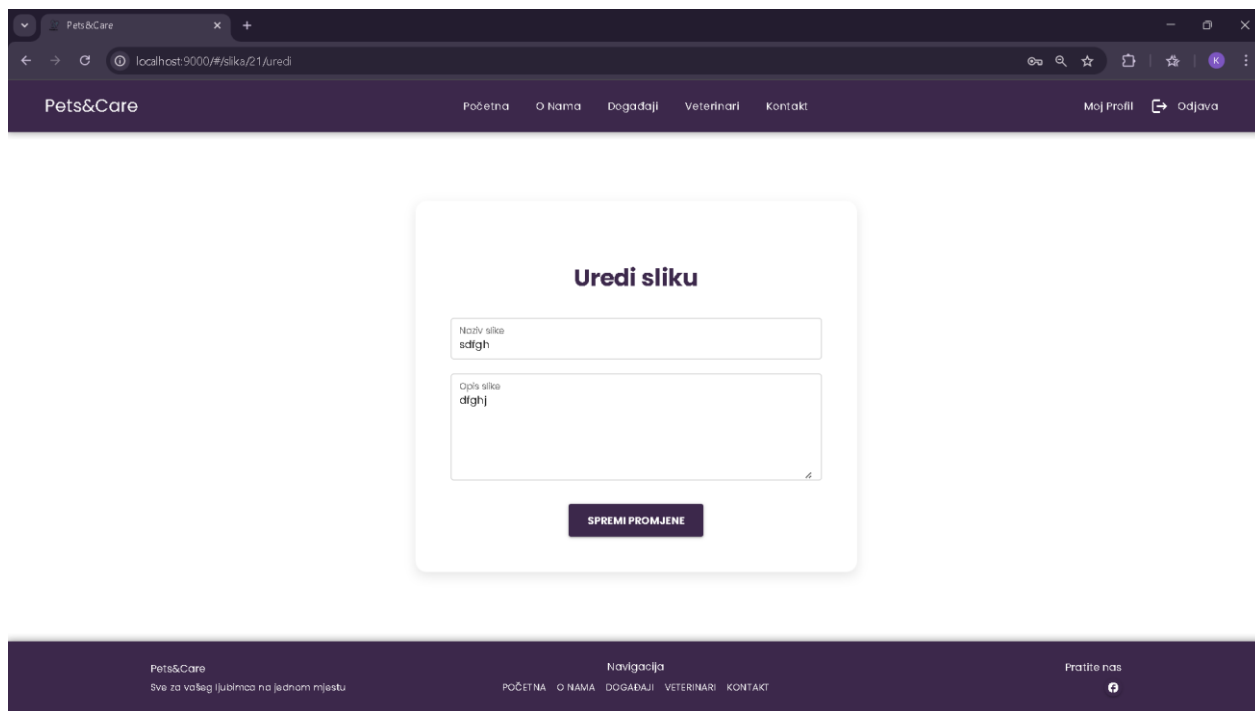 Pets&Care
localhost:9000/#/slika/21/uredi
K
Pets&Care
Početna O Nama Događaji Veterinari Kontakt
Moj Profil Odjava
Uredi sliku
Naziv slike
sdfgh
Opis slike
dfghj
SPREMI PROMJENE
Pets&Care
Sve za vašeg ljubimca na jednom mjestu
Navigacija
POČETNA O NAMA DOGAĐAJI VETERINARI KONTAKT
Pratite nas